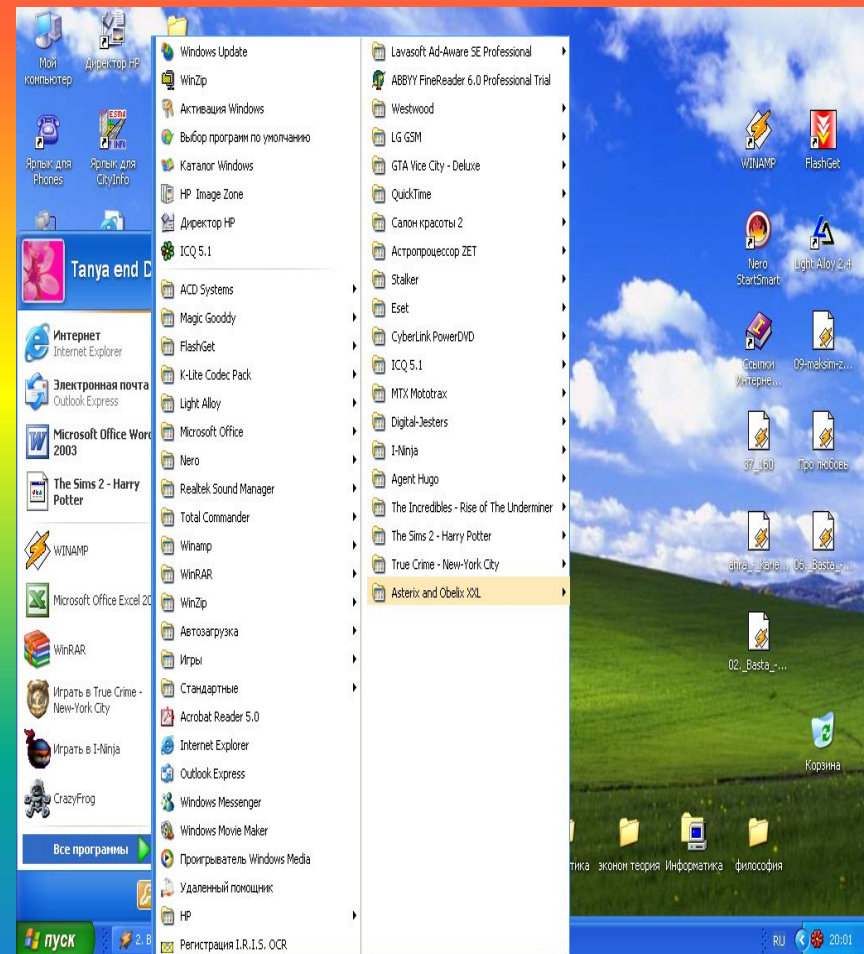 Мой
компьютер
Директор HP
Ярлык для
Phones
Ярлык для
CityInfo
Tanya end D
Интернет
Internet Explorer
Электронная почта
Outlook Express
Microsoft Office Word
2003
The Sims 2 - Harry
Potter
WINAMP
Microsoft Office Excel 20
WinRAR
Играть в True Crime -
New-York City
Играть в I-Ninja
CrazyFrog
Все программы
пуск
2. В
Windows Update
WinZip
Активация Windows
Выбор программ по умолчанию
Каталог Windows
HP Image Zone
Директор HP
ICQ 5.1
ACD Systems
Magic Gooddy
FlashGet
K-Lite Codec Pack
Light Alloy
Microsoft Office
Nero
Realtek Sound Manager
Total Commander
Winamp
WinRAR
WinZip
Автозагрузка
Игры
Стандартные
Acrobat Reader 5.0
Internet Explorer
Outlook Express
Windows Messenger
Windows Movie Maker
Проигрыватель Windows Media
Удаленный помощник
HP
Регистрация I.R.I.S. OCR
Lavasoft Ad-Aware SE Professional
ABBYY FineReader 6.0 Professional Trial
Westwood
LG GSM
GTA Vice City - Deluxe
QuickTime
Салон красоты 2
Астропроцессор ZET
Stalker
Eset
CyberLink PowerDVD
ICQ 5.1
MTX Mototrax
Digital-Jesters
I-Ninja
Agent Hugo
The Incredibles - Rise of The Underminer
The Sims 2 - Harry Potter
True Crime - New-York City
Asterix and Obelix XXL
WINAMP
FlashGet
Nero
StartSmart
Light Alloy 2.4
Ссылки
Интерне...
09-maksim-z...
37_160
Про любовь
06._Basta_-...
02._Basta_-...
Корзина
тика
эконом теория
Информатика
философия
RU
20:01